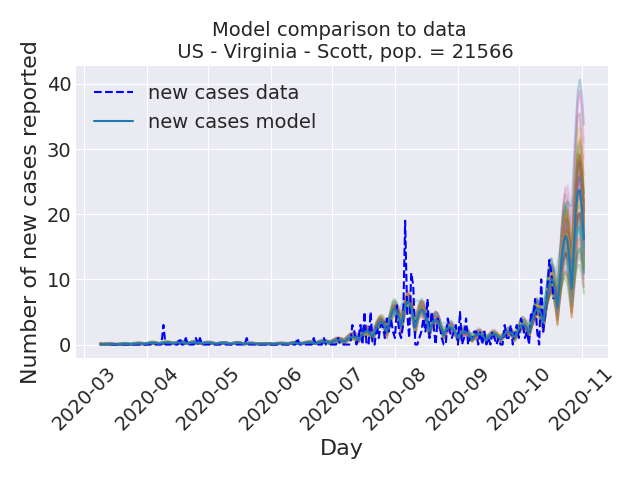 Model comparison to data
US - Virginia - Scott, pop. = 21566
Number of new cases reported
40
30
20
10
0
new cases data
new cases model
2020-03
2020-04
2020-05
2020-06
2020-07
2020-08
2020-09
2020-10
2020-11
Day